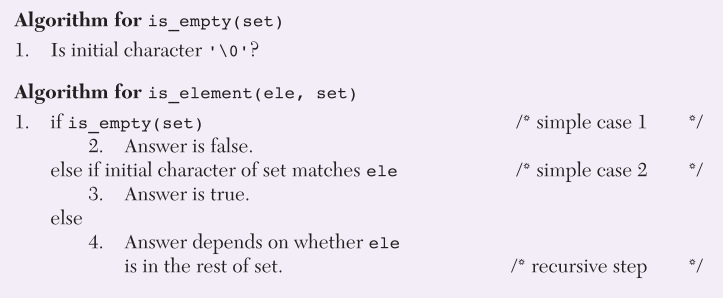 Algorithm for is_empty(set)
1. Is initial character '\0'?
Algorithm for is_element(ele, set)
1. if is_empty(set) /* simple case 1 */
2. Answer is false.
else if initial character of set matches ele /* simple case 2 */
3. Answer is true.
else
4. Answer depends on whether ele
is in the rest of set. /* recursive step */